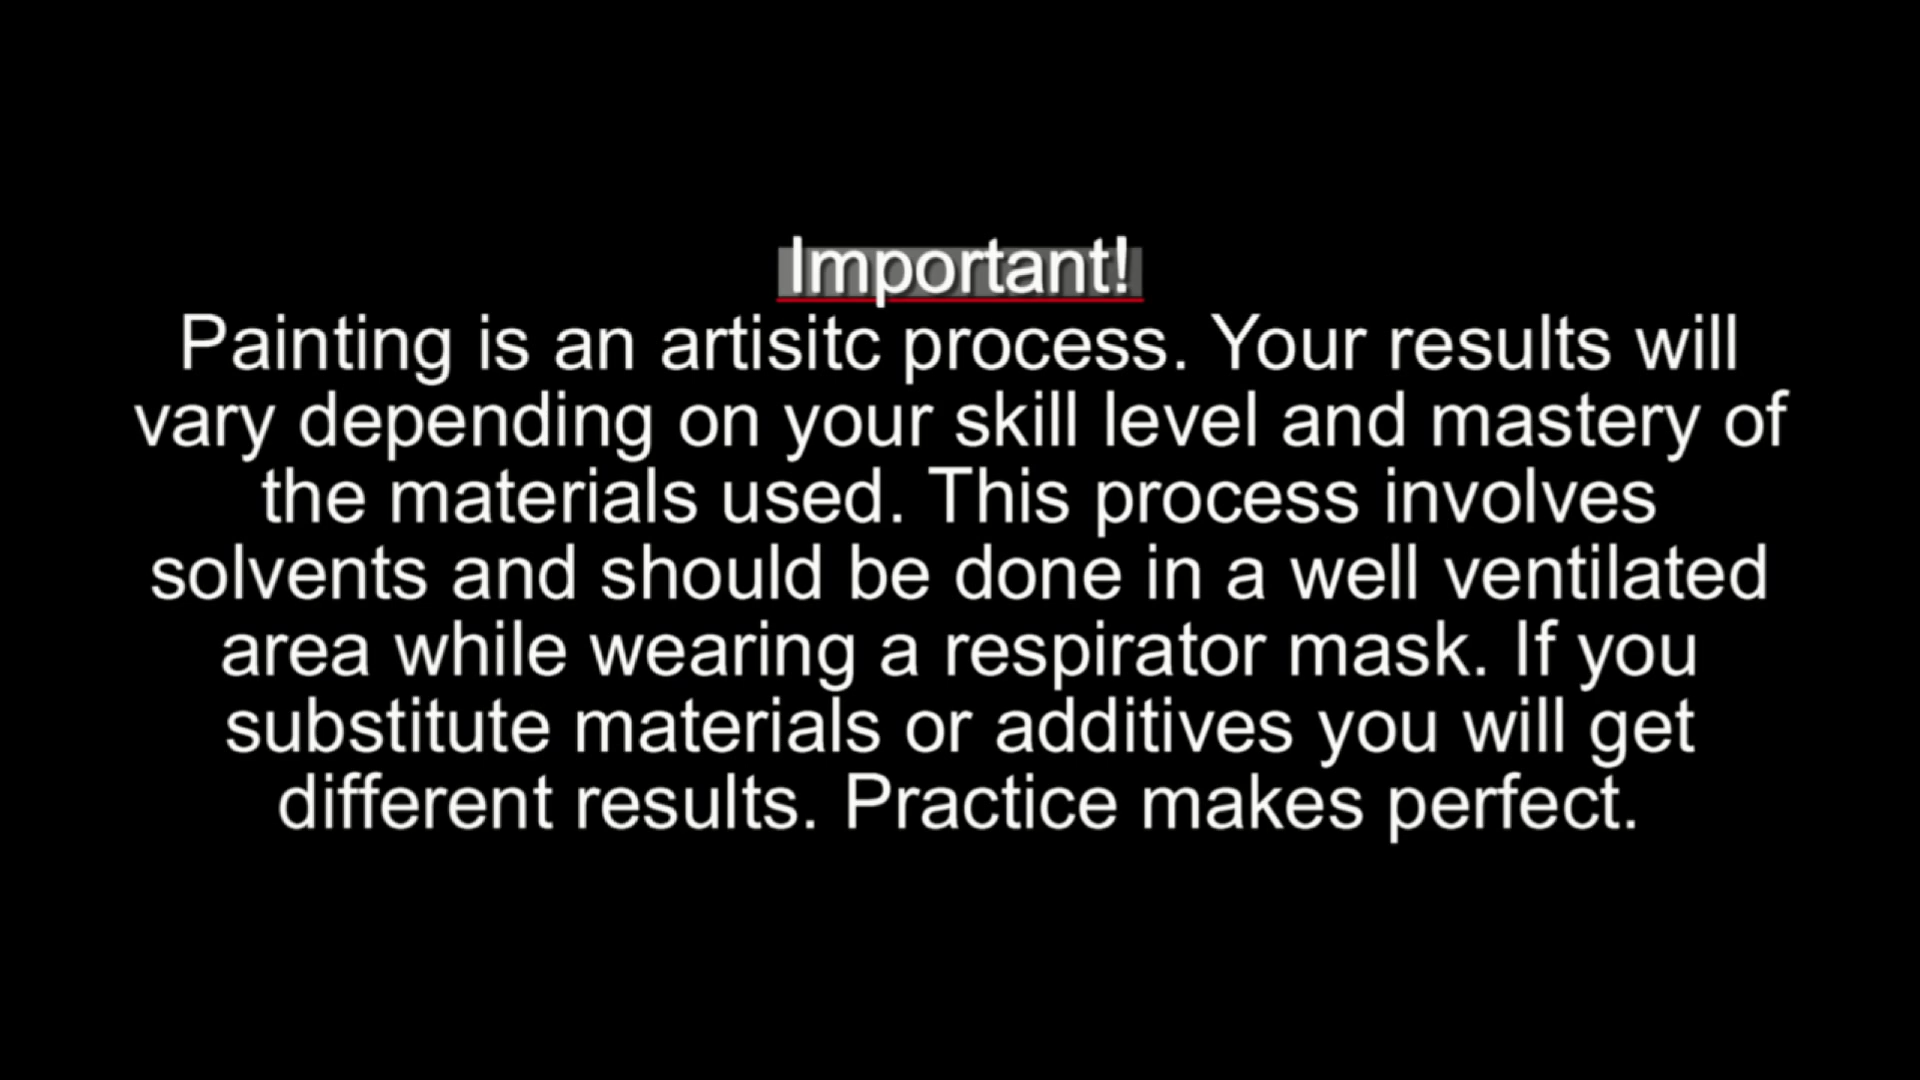 Important!
Painting is an artisitc process. Your results will
vary depending on your skill level and mastery of
the materials used. This process involves
solvents and should be done in a well ventilated
area while wearing a respirator mask. If you
substitute materials or additives you will get
different results. Practice makes perfect.